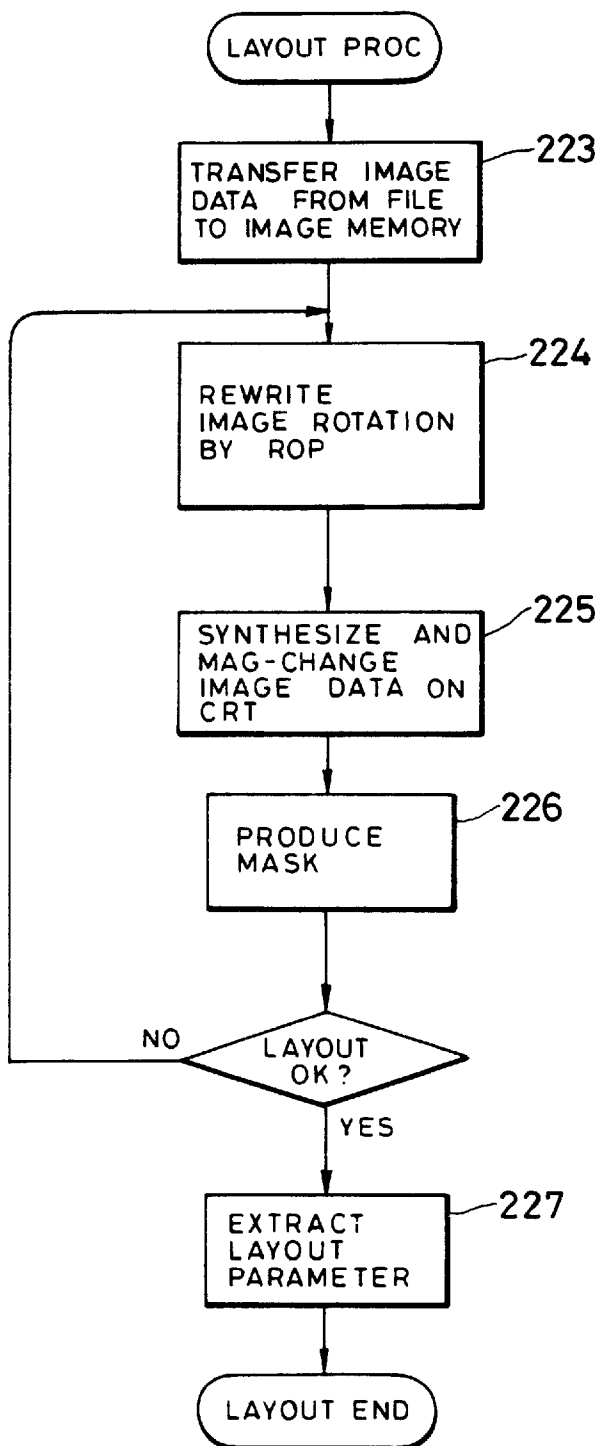 LAYOUT PROC
223
TRANSFER IMAGE
DATA FROM FILE
TO IMAGE MEMORY
224
REWRITE
IMAGE ROTATION
BY ROP
225
SYNTHESIZE AND
MAG-CHANGE
IMAGE DATA ON
CRT
226
PRODUCE
MASK
NO
LAYOUT
OK?
YES
227
EXTRACT
LAYOUT
PARAMETER
LAYOUT END